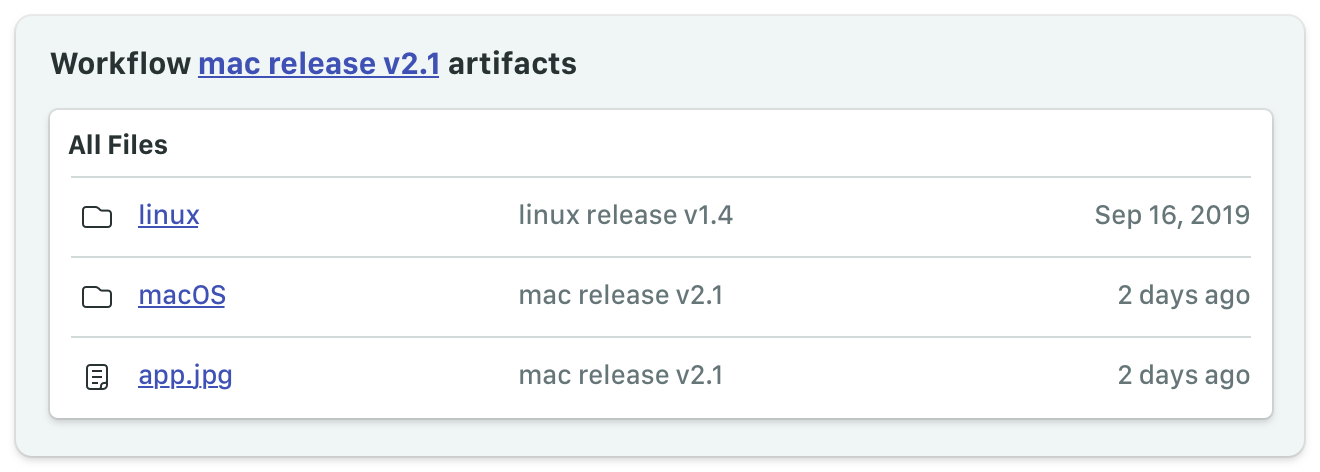 Workflow mac release v2.1 artifacts
All Files
linux linux release v1.4 Sep 16, 2019
macOS mac release v2.1 2 days ago
app.jpg mac release v2.1 2 days ago